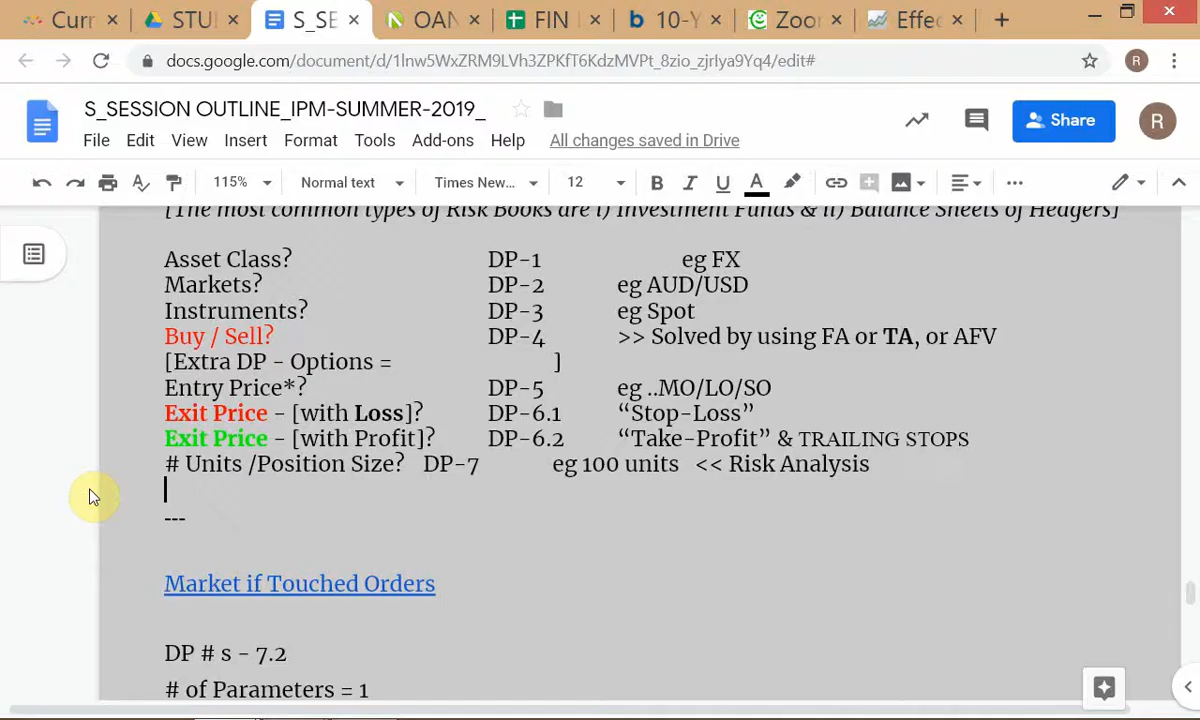 Curr
STU
S_SE
OAN
FIN
10-Y
Zoor
Effec
docs.google.com/document/d/1lnw5WxZRM9LVh3ZPKfT6KdzMVPt_8zio_zjrIya9Yq4/edit#
R
S_SESSION OUTLINE_IPM-SUMMER-2019_
File Edit View Insert Format Tools Add-ons Help All changes saved in Drive
Share
R
115% Normal text Times New... 12 B I U A
[The most common types of Risk Books are i) Investment Funds & ii) Balance Sheets of Hedgers]
Asset Class? DP-1 eg FX
Markets? DP-2 eg AUD/USD
Instruments? DP-3 eg Spot
Buy / Sell? DP-4 >> Solved by using FA or TA, or AFV
[Extra DP - Options = ]
Entry Price*? DP-5 eg ..MO/LO/SO
Exit Price - [with Loss]? DP-6.1 “Stop-Loss”
Exit Price - [with Profit]? DP-6.2 “Take-Profit” & TRAILING STOPS
# Units /Position Size? DP-7 eg 100 units << Risk Analysis
---
Market if Touched Orders
DP # s - 7.2
# of Parameters = 1